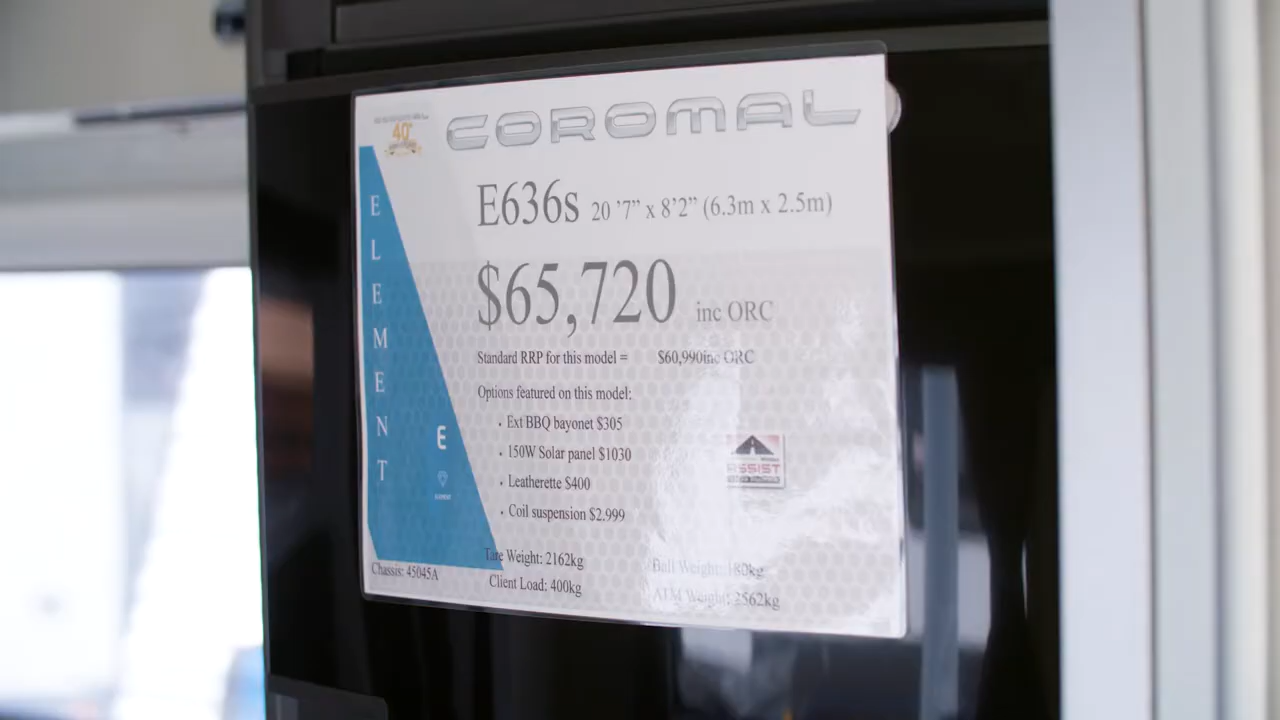 40
COROMAL
E636s 20 '7" x 8'2" (6.3m x 2.5m)
$65,720 inc ORC
Standard RRP for this model = $60,990inc ORC
Options featured on this model:
• Ext BBQ bayonet $305
• 150W Solar panel $1030
• Leatherette $400
• Coil suspension $2.999
Tare Weight: 2162kg Ball Weight: 180kg
Client Load: 400kg ATM Weight: 2562kg
Chassis: 45045A
ELEMENT
E
ELEMENT
ASSIST